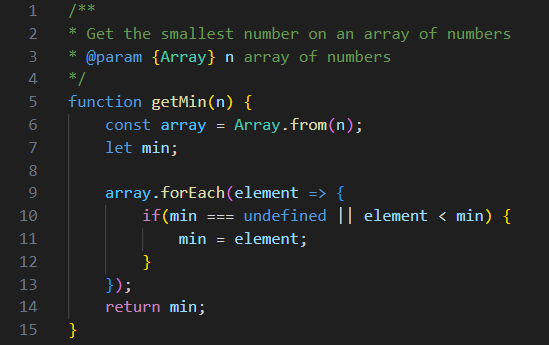 1 /**
2 * Get the smallest number on an array of numbers
3 * @param {Array} n array of numbers
4 */
5 function getMin(n) {
6     const array = Array.from(n);
7     let min;
8
9     array.forEach(element => {
10         if(min === undefined || element < min) {
11             min = element;
12         }
13     });
14     return min;
15 }